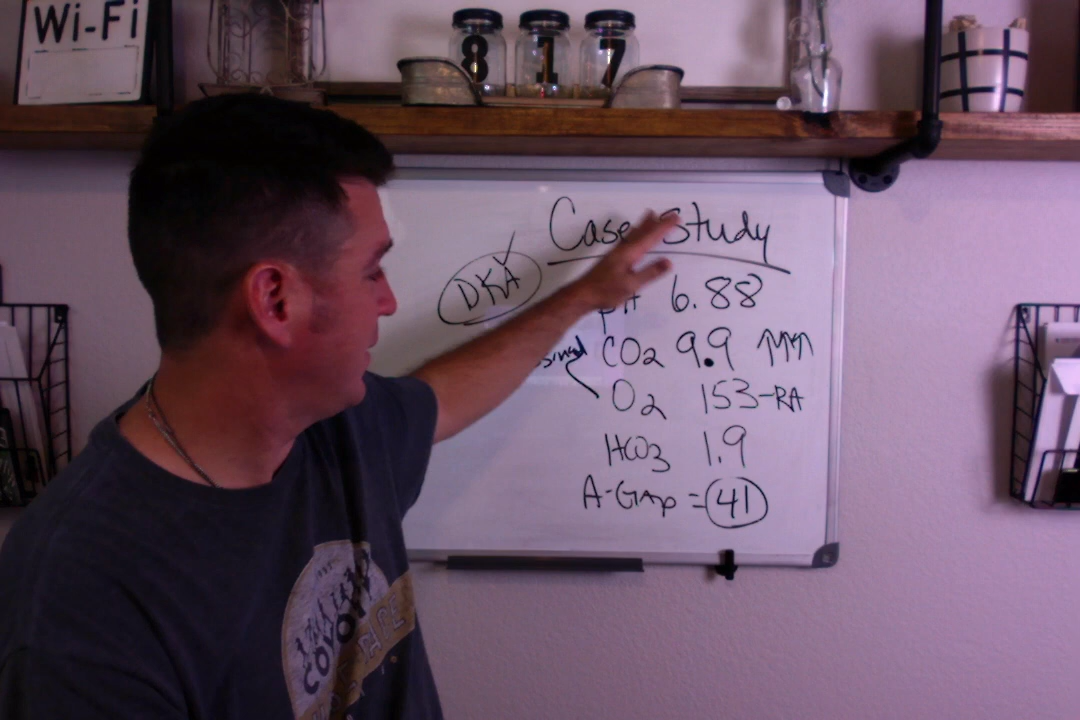 Wi-Fi
8 1 7
Case Study
DKA
pH 6.88
CO2 9.9 ↑↑↑
O2 153-RA
HCO3 1.9
A-GAP = 41
COYOTE